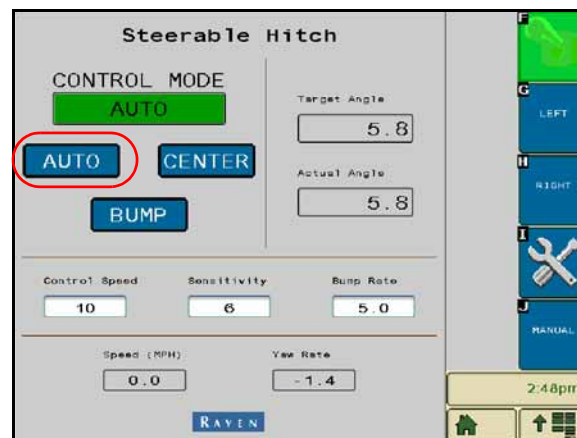 Steerable Hitch
CONTROL MODE
AUTO
AUTO
CENTER
BUMP
Target Angle
5.8
Actual Angle
5.8
Control Speed
Sensitivity
Bump Rate
10
6
5.0
Speed (MPH)
Yaw Rate
0.0
-1.4
RAVEN
F
G
LEFT
H
RIGHT
I
J
MANUAL
2:48pm